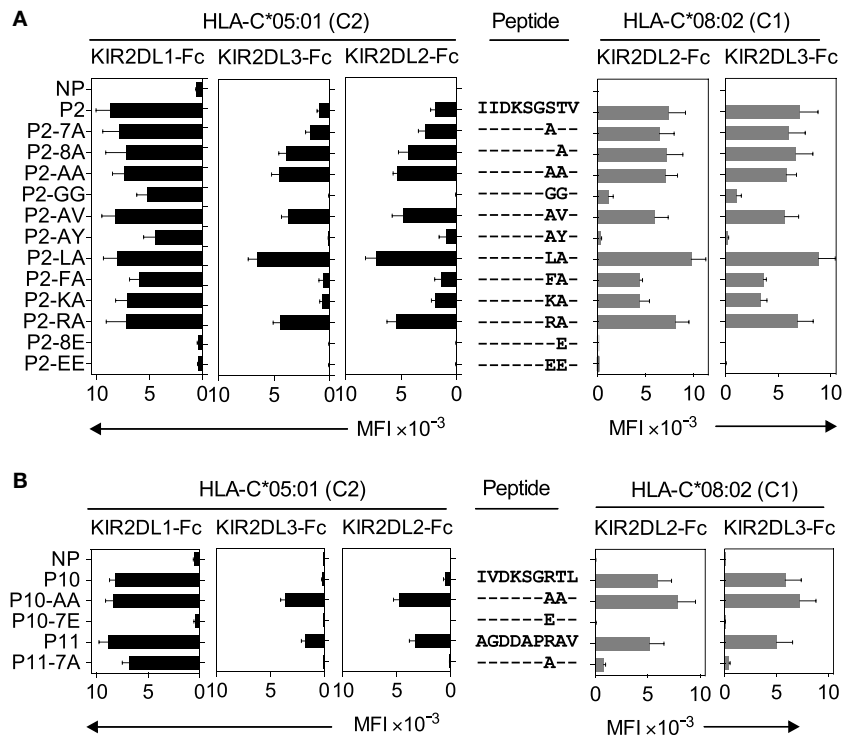 A
HLA-C*05:01 (C2) Peptide HLA-C*08:02 (C1)
KIR2DL1-Fc KIR2DL3-Fc KIR2DL2-Fc KIR2DL2-Fc KIR2DL3-Fc
NP
P2 IIDKSGSTV
P2-7A ------A--
P2-8A -------A-
P2-AA ------AA-
P2-GG ------GG-
P2-AV ------AV-
P2-AY ------AY-
P2-LA ------LA-
P2-FA ------FA-
P2-KA ------KA-
P2-RA ------RA-
P2-8E -------E-
P2-EE ------EE-
10 5 0 10 5 0 10 5 0 0 5 10 0 5 10
MFI ×10⁻³ MFI ×10⁻³
B
HLA-C*05:01 (C2) Peptide HLA-C*08:02 (C1)
KIR2DL1-Fc KIR2DL3-Fc KIR2DL2-Fc KIR2DL2-Fc KIR2DL3-Fc
NP
P10 IVDKSGRTL
P10-AA ------AA-
P10-7E ------E--
P11 AGDDAPRAV
P11-7A ------A--
10 5 0 10 5 0 10 5 0 0 5 10 0 5 10
MFI ×10⁻³ MFI ×10⁻³